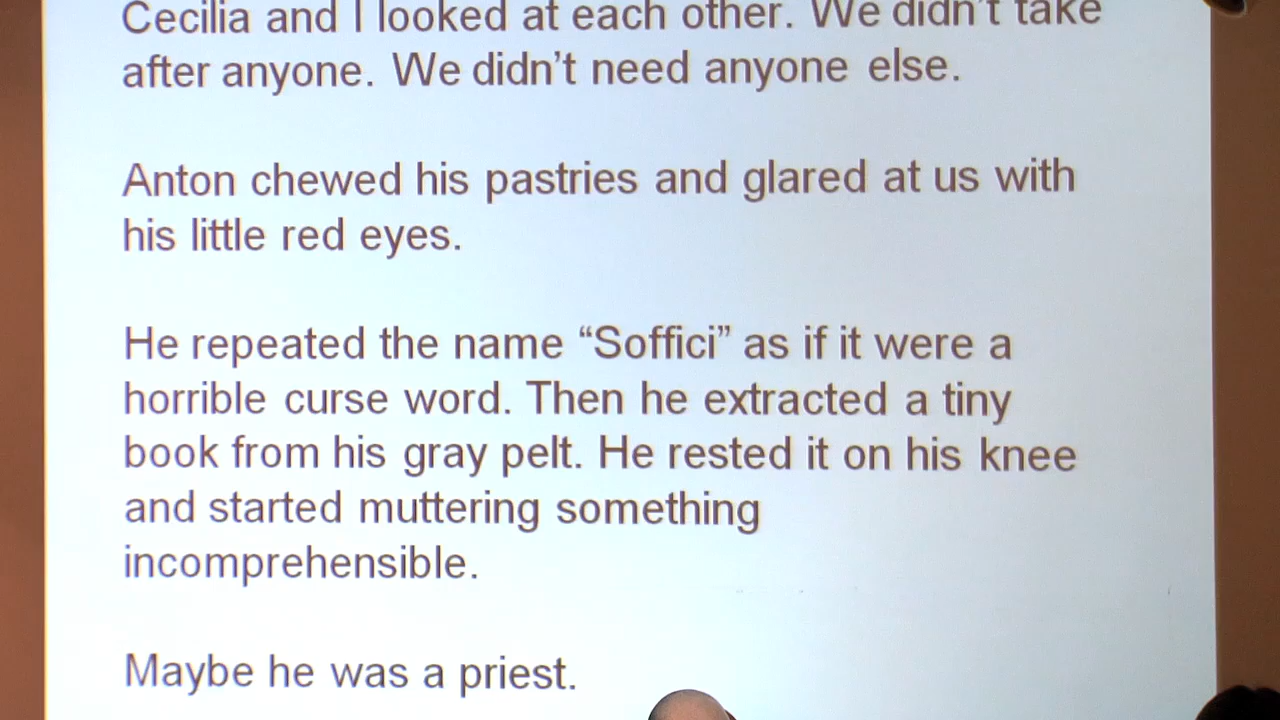 Cecilia and I looked at each other. We didn't take
after anyone. We didn't need anyone else.
Anton chewed his pastries and glared at us with
his little red eyes.
He repeated the name “Soffici” as if it were a
horrible curse word. Then he extracted a tiny
book from his gray pelt. He rested it on his knee
and started muttering something
incomprehensible.
Maybe he was a priest.